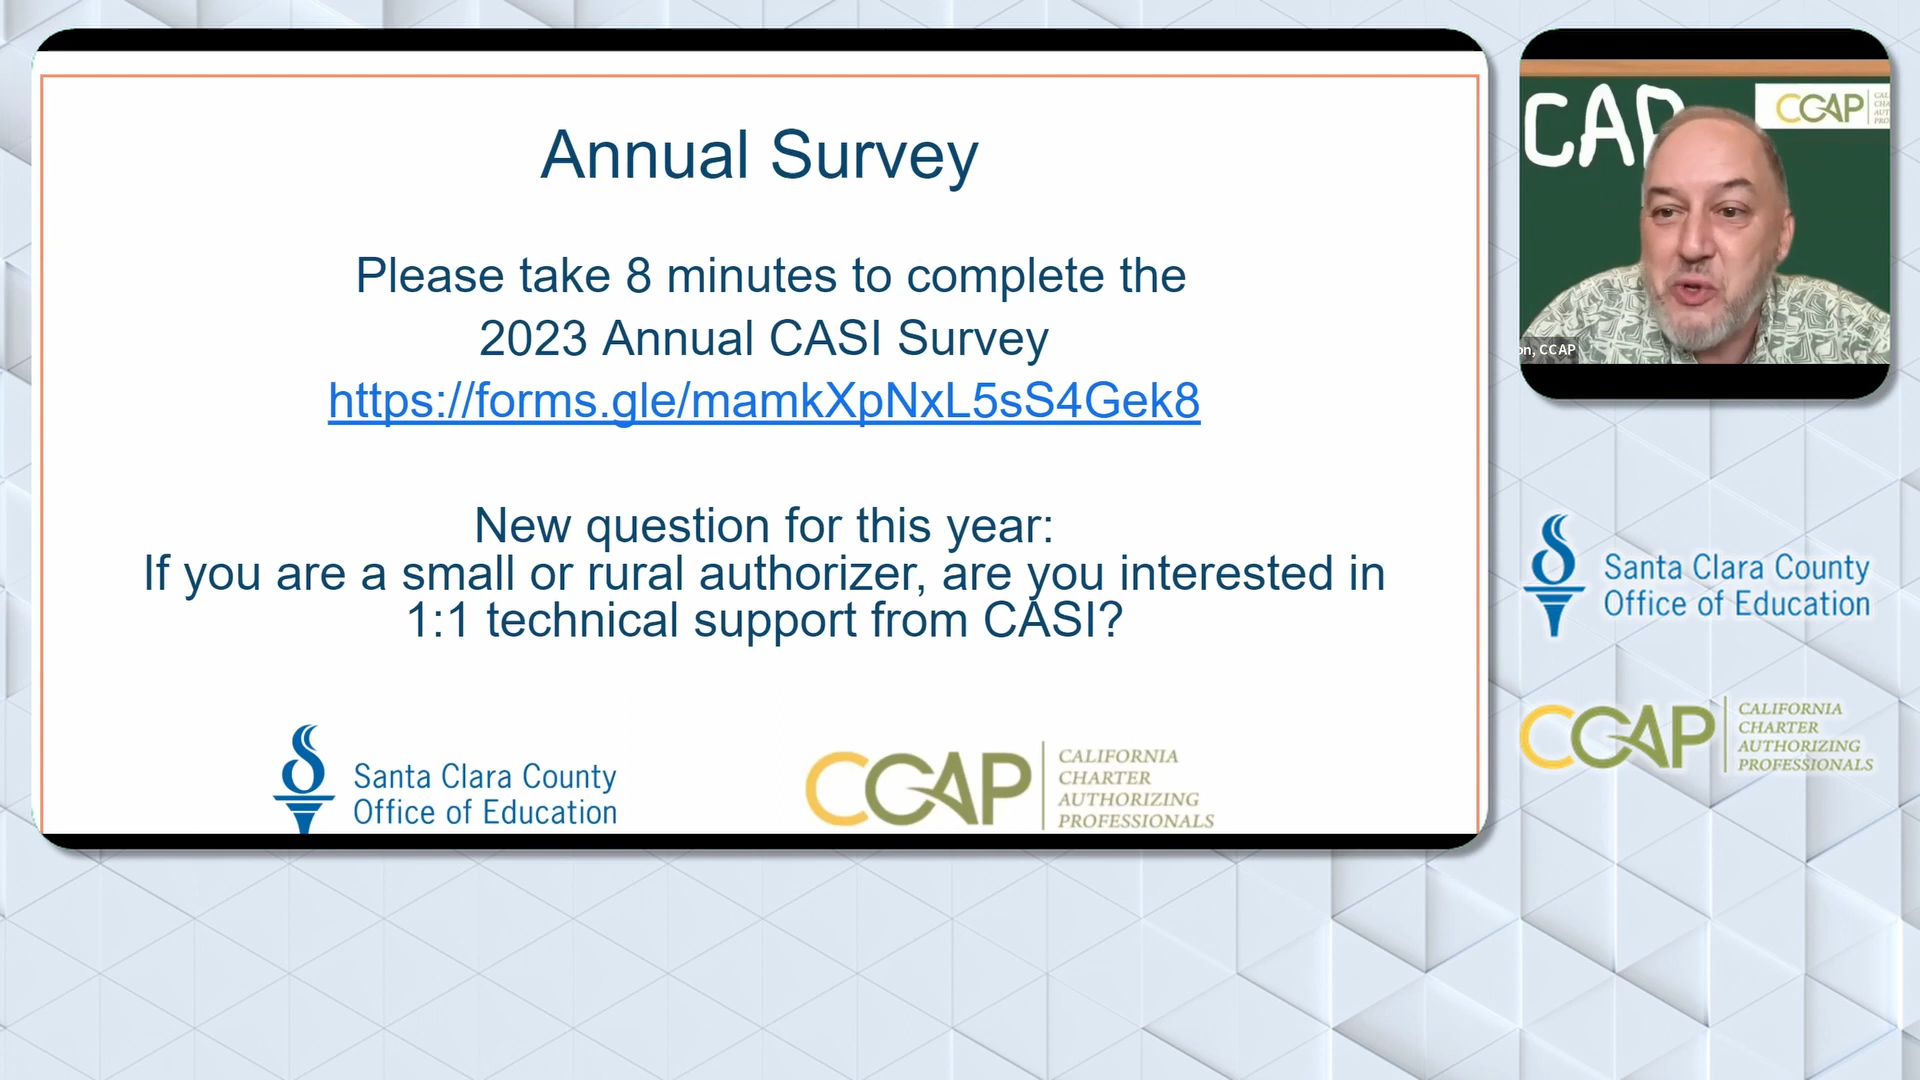 Annual Survey
Please take 8 minutes to complete the
2023 Annual CASI Survey
https://forms.gle/mamkXpNxL5sS4Gek8
New question for this year:
If you are a small or rural authorizer, are you interested in
1:1 technical support from CASI?
Santa Clara County
Office of Education
CCAP
CALIFORNIA
CHARTER
AUTHORIZING
PROFESSIONALS
CAP
CCAP
on, CCAP
Santa Clara County
Office of Education
CCAP
CALIFORNIA
CHARTER
AUTHORIZING
PROFESSIONALS